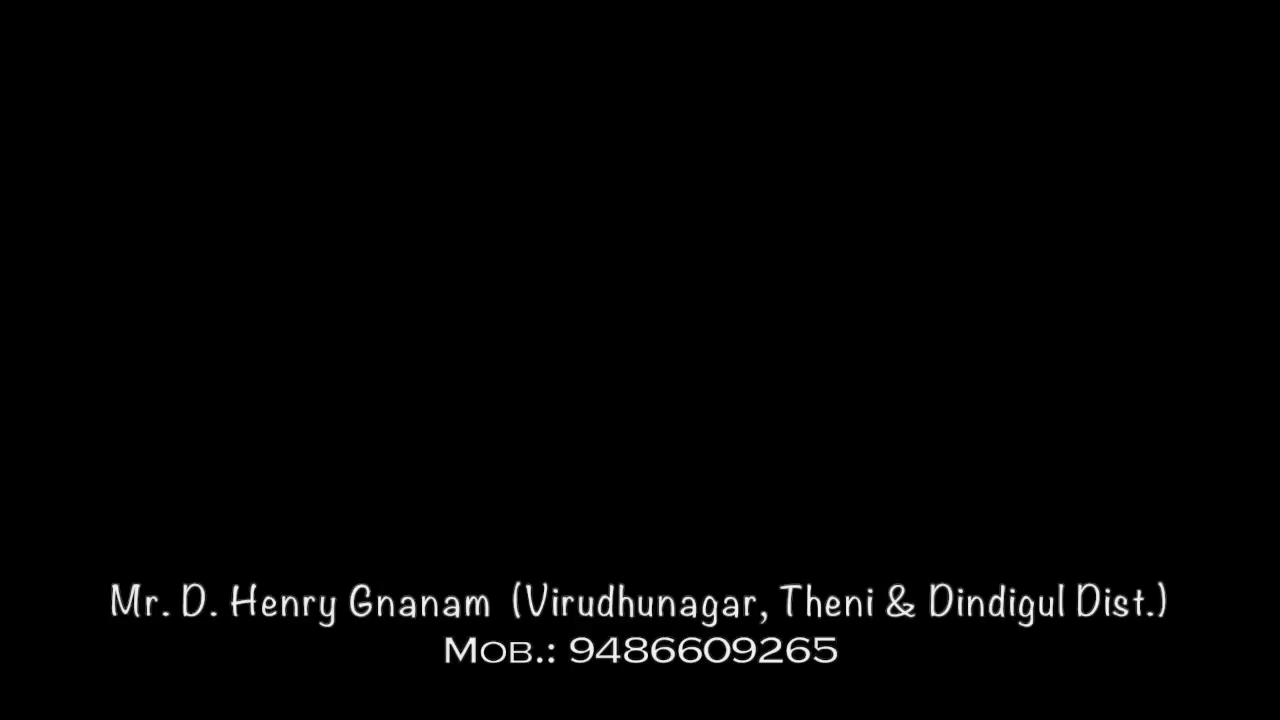 Mr. D. Henry Gnanam (Virudhunagar, Theni & Dindigul Dist.)
Mob.: 9486609265